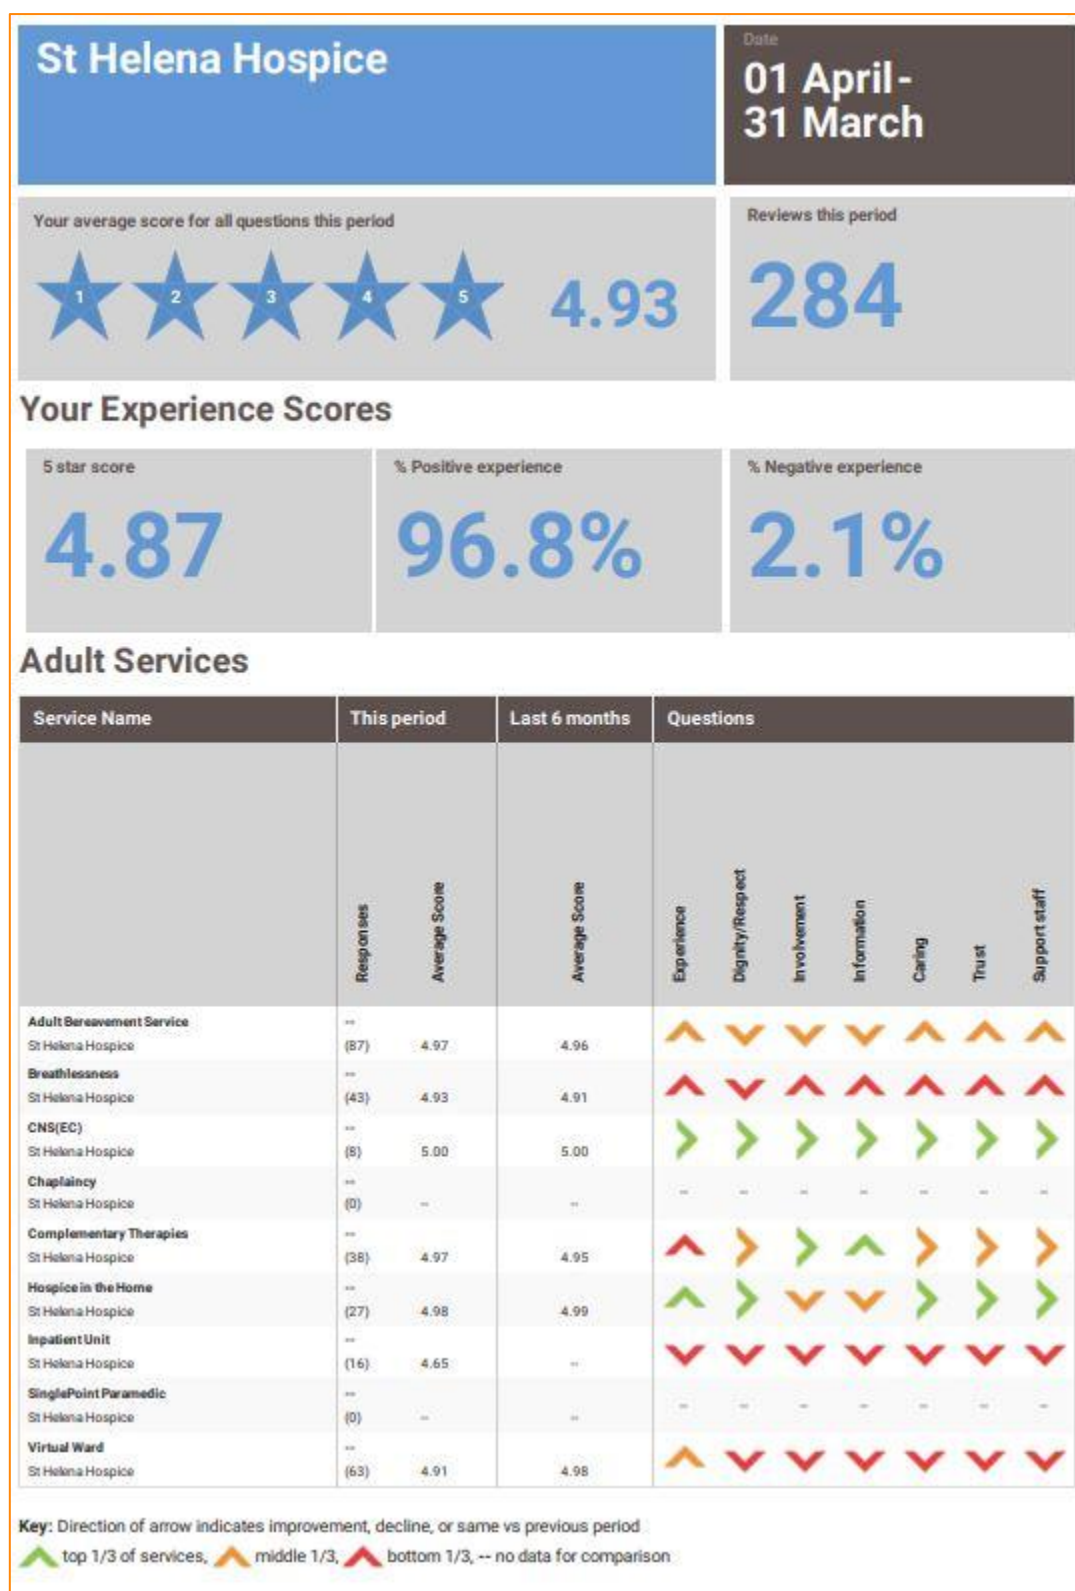 St Helena Hospice
Date
01 April -
31 March
Your average score for all questions this period
1 2 3 4 5
4.93
Reviews this period
284
Your Experience Scores
5 star score
4.87
% Positive experience
96.8%
% Negative experience
2.1%
Adult Services
Service Name This period Last 6 months Questions
Responses Average Score Average Score Experience Dignity/Respect Involvement Information Caring Trust Support staff
Adult Bereavement Service --
St Helena Hospice (87) 4.97 4.96
Breathlessness --
St Helena Hospice (43) 4.93 4.91
CNS(EC) --
St Helena Hospice (8) 5.00 5.00
Chaplaincy --
St Helena Hospice (0) -- -- -- -- -- -- -- -- --
Complementary Therapies --
St Helena Hospice (38) 4.97 4.95
Hospice in the Home --
St Helena Hospice (27) 4.98 4.99
Inpatient Unit --
St Helena Hospice (16) 4.65 --
SinglePoint Paramedic --
St Helena Hospice (0) -- -- -- -- -- -- -- -- --
Virtual Ward --
St Helena Hospice (63) 4.91 4.98
Key: Direction of arrow indicates improvement, decline, or same vs previous period
top 1/3 of services, middle 1/3, bottom 1/3, -- no data for comparison